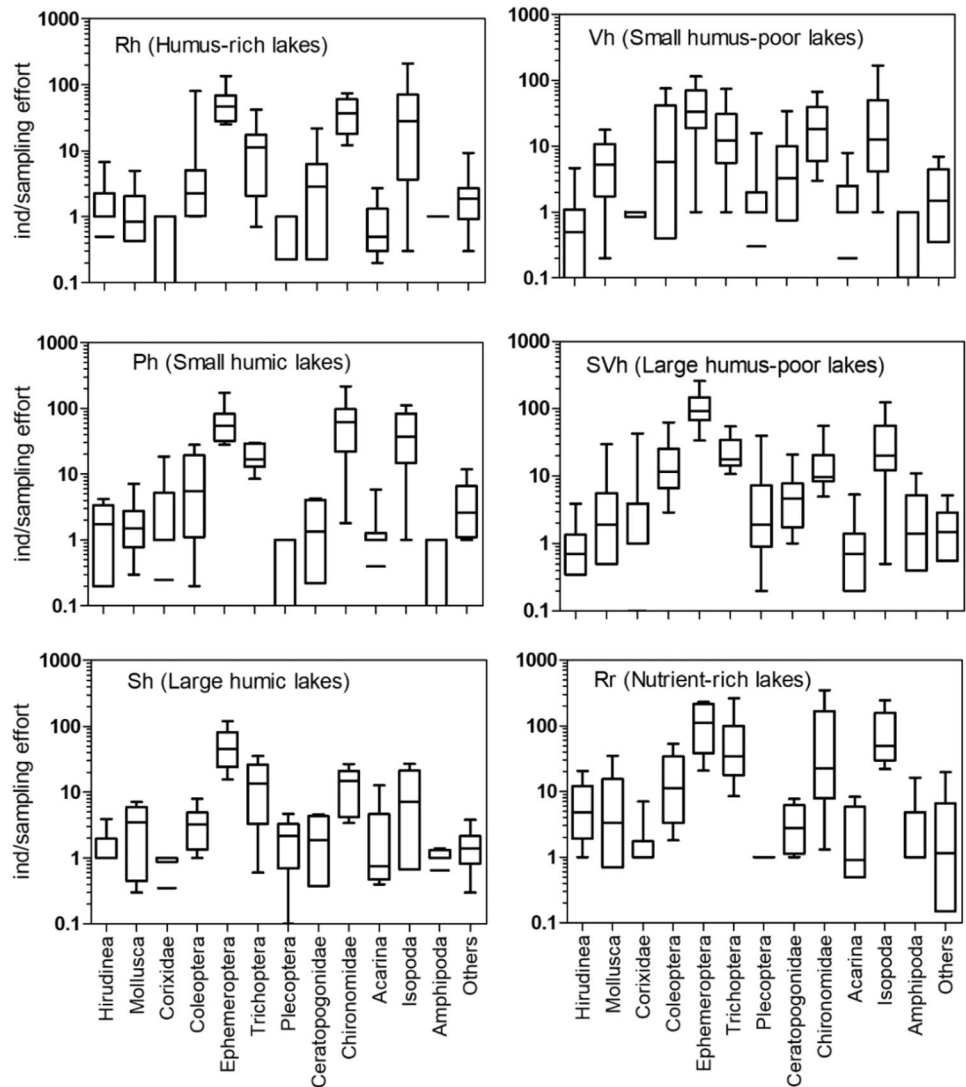 Rh (Humus-rich lakes)
ind/sampling effort
1000
100
10
1
0.1
Vh (Small humus-poor lakes)
1000
100
10
1
0.1
Ph (Small humic lakes)
1000
100
10
1
0.1
SVh (Large humus-poor lakes)
1000
100
10
1
0.1
Sh (Large humic lakes)
ind/sampling effort
1000
100
10
1
0.1
Rr (Nutrient-rich lakes)
1000
100
10
1
0.1
Hirudinea
Mollusca
Corixidae
Coleoptera
Ephemeroptera
Trichoptera
Plecoptera
Ceratopogonidae
Chironomidae
Acarina
Isopoda
Amphipoda
Others
Hirudinea
Mollusca
Corixidae
Coleoptera
Ephemeroptera
Trichoptera
Plecopter
Ceratopogonidae
Chironomidae
Acarina
Isopoda
Amphipoda
Others